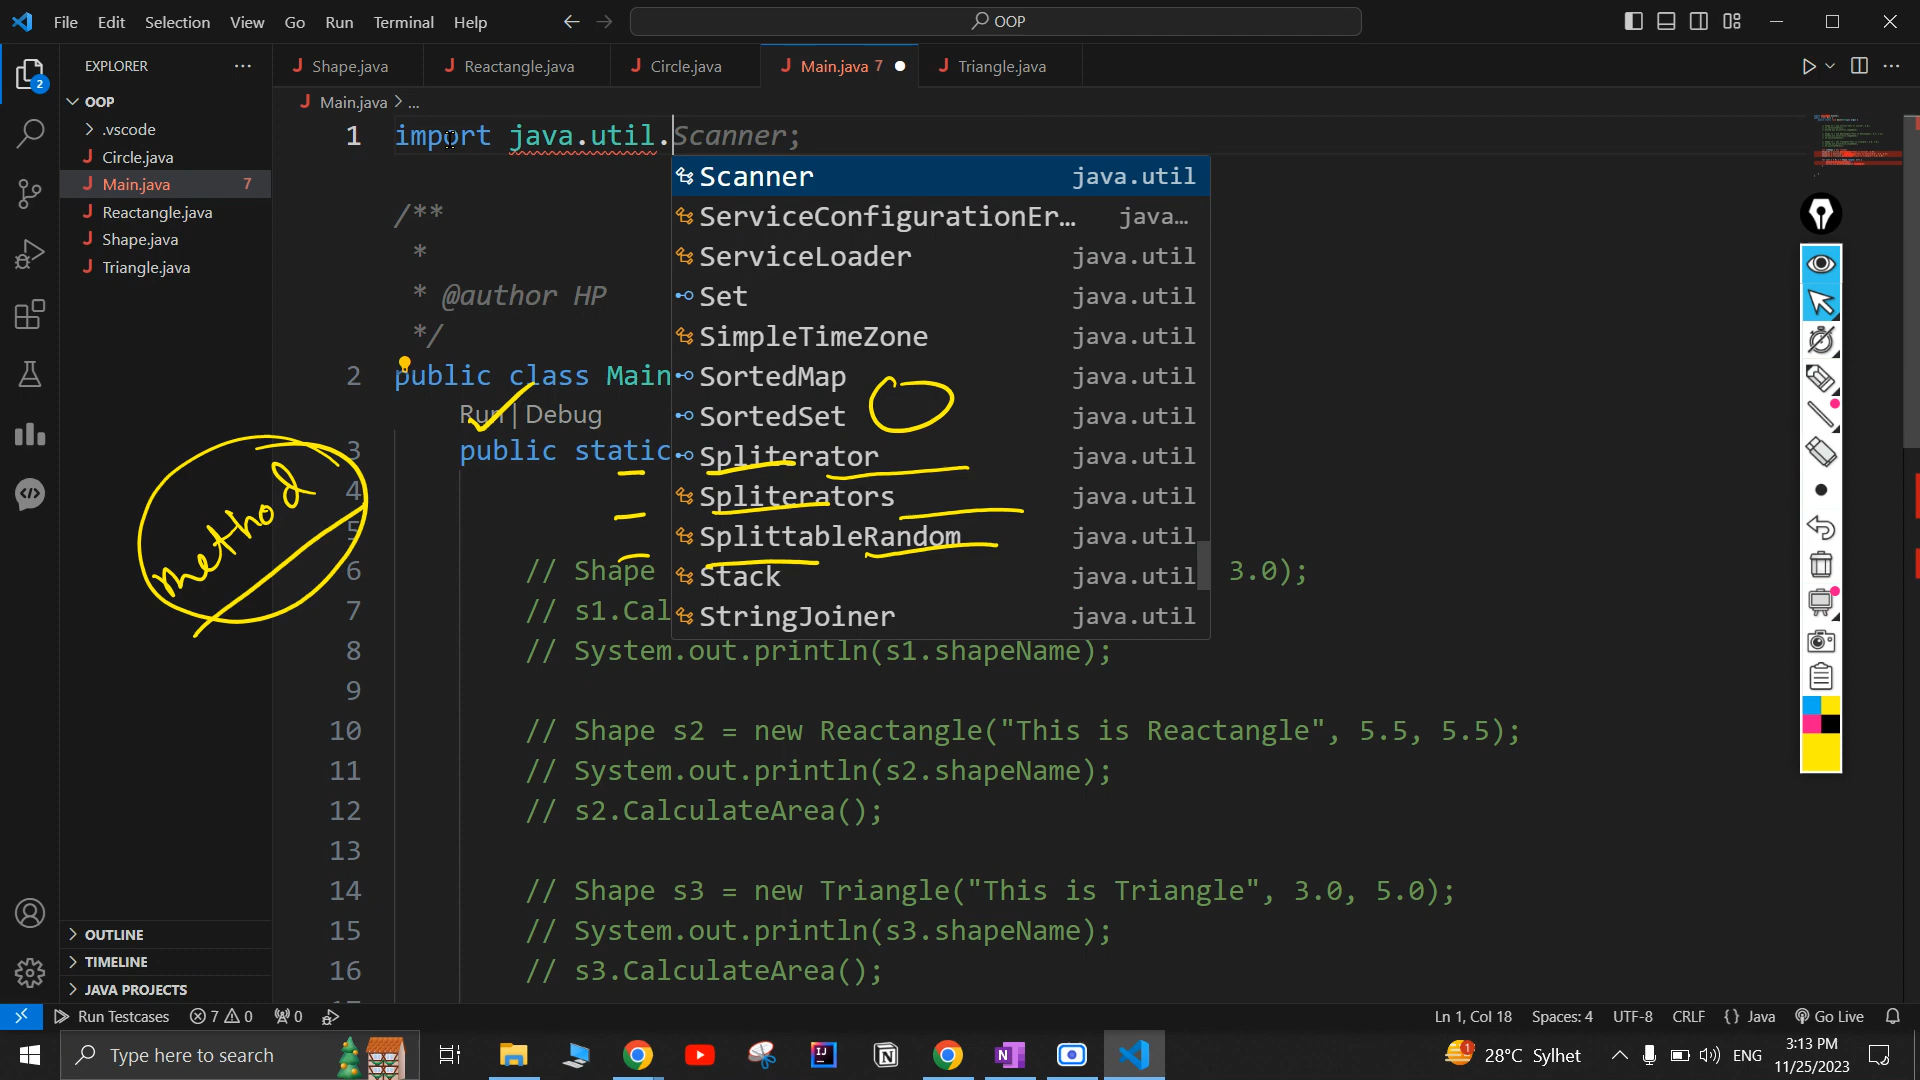 File Edit Selection View Go Run Terminal Help OOP
EXPLORER
OOP
.vscode
Circle.java
Main.java 7
Reactangle.java
Shape.java
Triangle.java
OUTLINE
TIMELINE
JAVA PROJECTS
2
Shape.java Reactangle.java Circle.java Main.java 7 Triangle.java
Main.java > ...
1 import java.util.Scanner;
/**
*
* @author HP
*/
2 public class Main
Run | Debug
3 public static
4
5
6 // Shape 3.0);
7 // s1.Cal
8 // System.out.println(s1.shapeName);
9
10 // Shape s2 = new Reactangle("This is Reactangle", 5.5, 5.5);
11 // System.out.println(s2.shapeName);
12 // s2.CalculateArea();
13
14 // Shape s3 = new Triangle("This is Triangle", 3.0, 5.0);
15 // System.out.println(s3.shapeName);
16 // s3.CalculateArea();
Scanner java.util
ServiceConfigurationEr... java...
ServiceLoader java.util
Set java.util
SimpleTimeZone java.util
SortedMap java.util
SortedSet java.util
Spliterator java.util
Spliterators java.util
SplittableRandom java.util
Stack java.util
StringJoiner java.util
method
Run Testcases 7 0 0 Ln 1, Col 18 Spaces: 4 UTF-8 CRLF {} Java Go Live
Type here to search 1 28°C Sylhet ENG 3:13 PM
11/25/2023